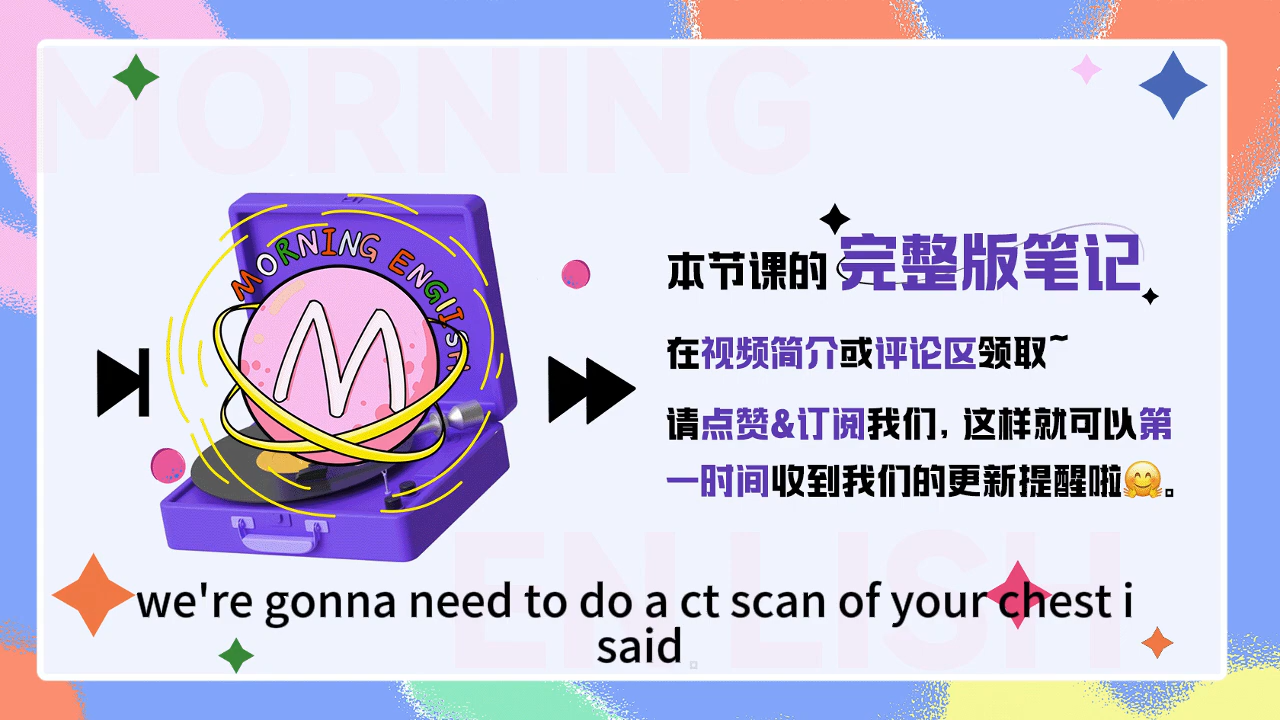 MORNING
MORNING ENGlISH
M
本节课的 完整版笔记
在视频简介或评论区领取~
请点赞&订阅我们, 这样就可以第
一时间收到我们的更新提醒啦🤗。
ENGLISH
we're gonna need to do a ct scan of your chest i
said